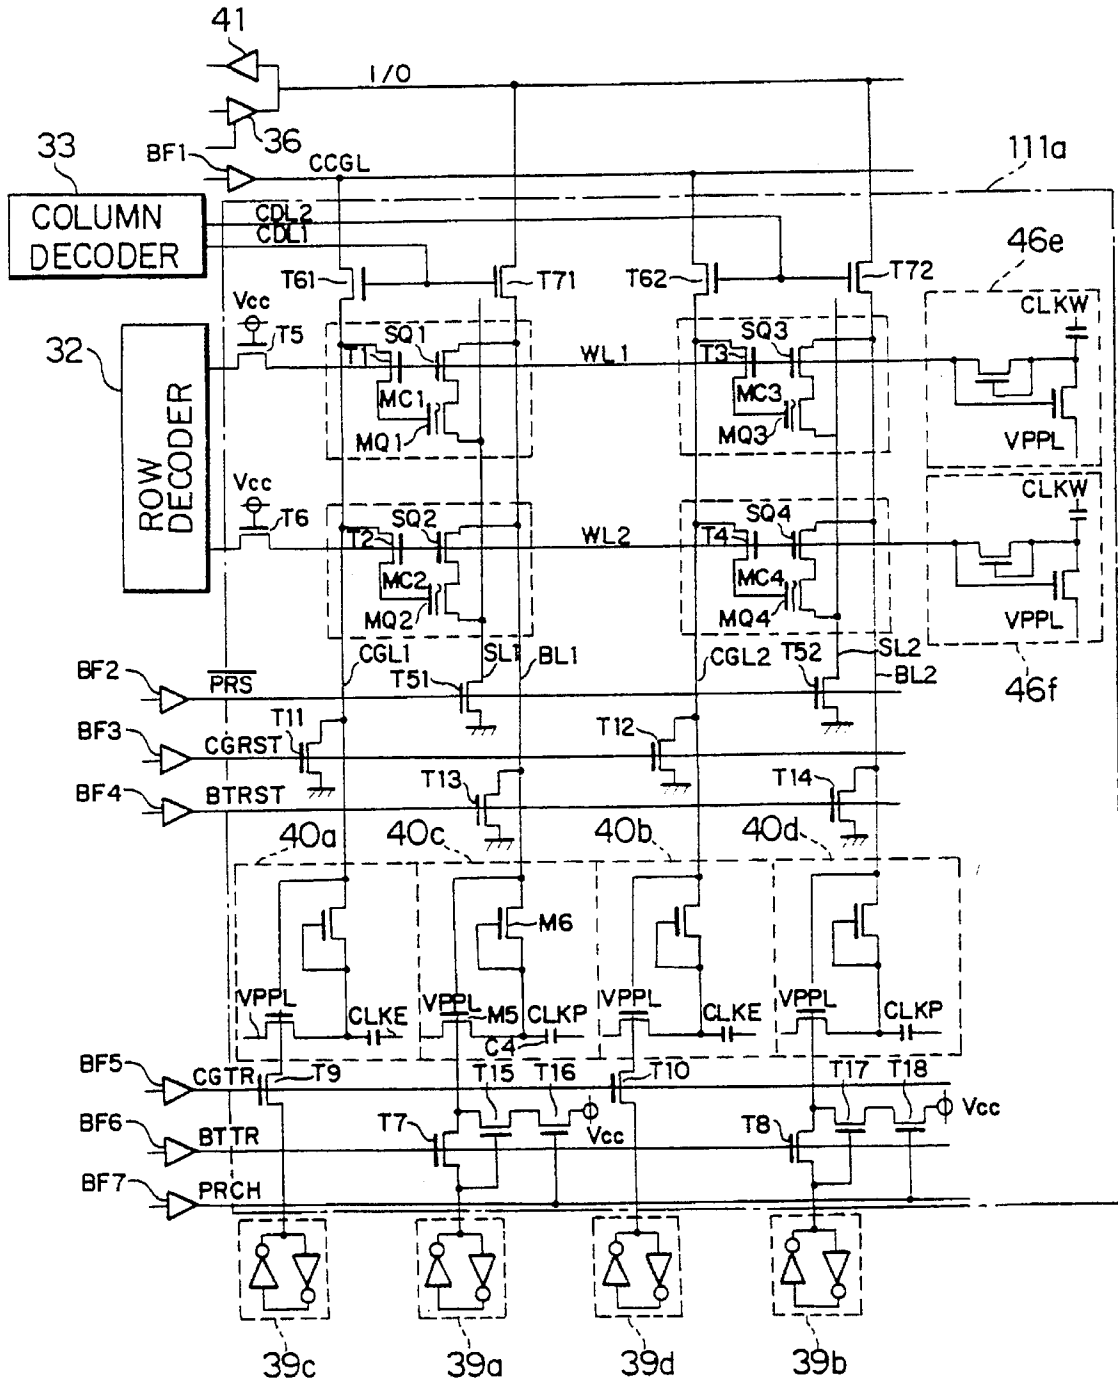 41
I/O
36
33
BF1
CCGL
111a
COLUMN
DECODER
CDL2
CDL1
T61
T71
T62
T72
46e
CLKW
Vcc
T5
32
SQ1
T1
WL1
SQ3
T3
MC1
MQ1
MC3
MQ3
VPPL
ROW
DECODER
Vcc
T6
SQ2
T2
WL2
SQ4
T4
CLKW
MC2
MQ2
MC4
MQ4
VPPL
46f
CGL1
SL1
BL1
CGL2
SL2
BL2
BF2
PRS
T51
T52
BF3
CGRST
T11
T12
BF4
BTRST
T13
T14
40a
40c
40b
40d
M6
VPPL
CLKE
VPPL
M5
CLKP
C4
VPPL
CLKE
VPPL
CLKP
BF5
CGTR
T9
T15
T16
T10
T17
T18
BF6
BTTR
T7
Vcc
T8
Vcc
BF7
PRCH
39c
39a
39d
39b